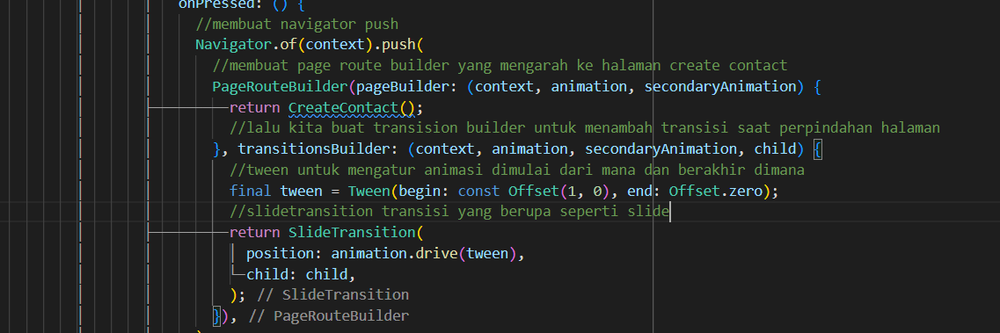 onPressed: () {
//membuat navigator push
Navigator.of(context).push(
//membuat page route builder yang mengarah ke halaman create contact
PageRouteBuilder(pageBuilder: (context, animation, secondaryAnimation) {
return CreateContact();
//lalu kita buat transision builder untuk menambah transisi saat perpindahan halaman
}, transitionsBuilder: (context, animation, secondaryAnimation, child) {
//tween untuk mengatur animasi dimulai dari mana dan berakhir dimana
final tween = Tween(begin: const Offset(1, 0), end: Offset.zero);
//slidetransition transisi yang berupa seperti slide
return SlideTransition(
position: animation.drive(tween),
child: child,
); // SlideTransition
}), // PageRouteBuilder